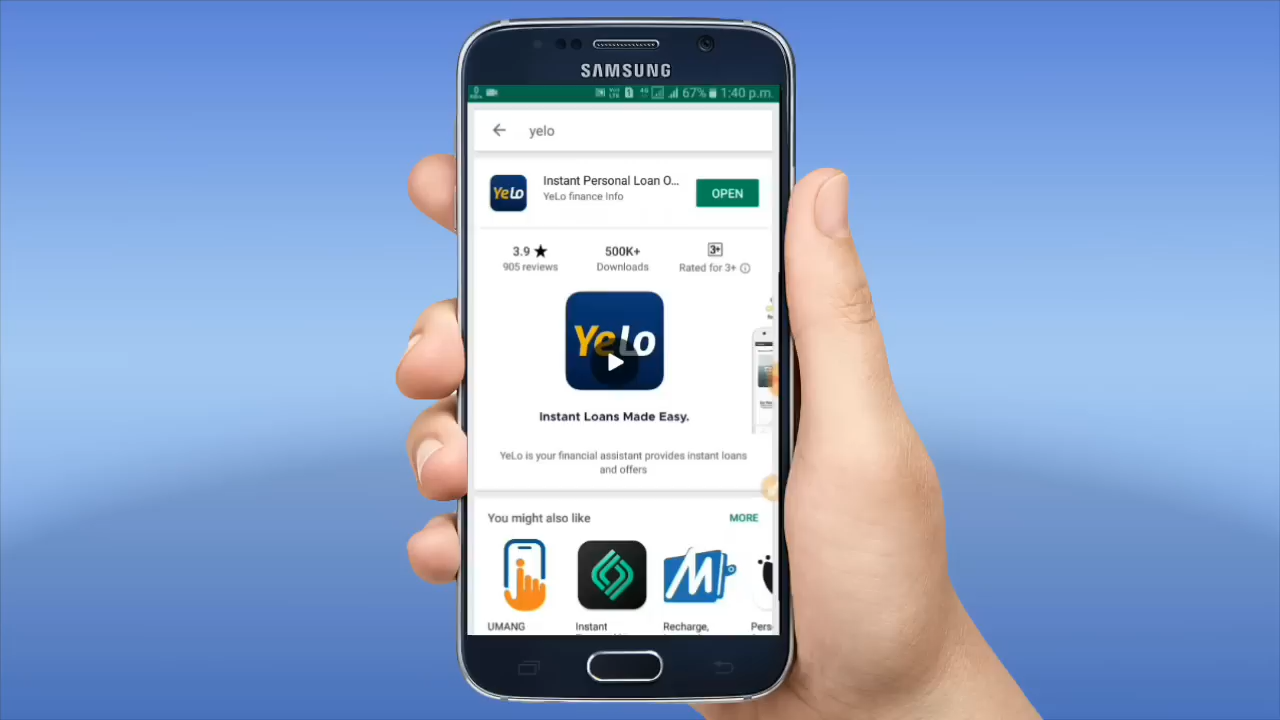 SAMSUNG
67% 1:40 p.m.
yelo
YeLo
Instant Personal Loan O...
YeLo finance Info
OPEN
3.9 ★
905 reviews
500K+
Downloads
3+
Rated for 3+
YeLo
Instant Loans Made Easy.
YeLo is your financial assistant provides instant loans
and offers
You might also like
MORE
UMANG
Instant
Recharge,
Pers